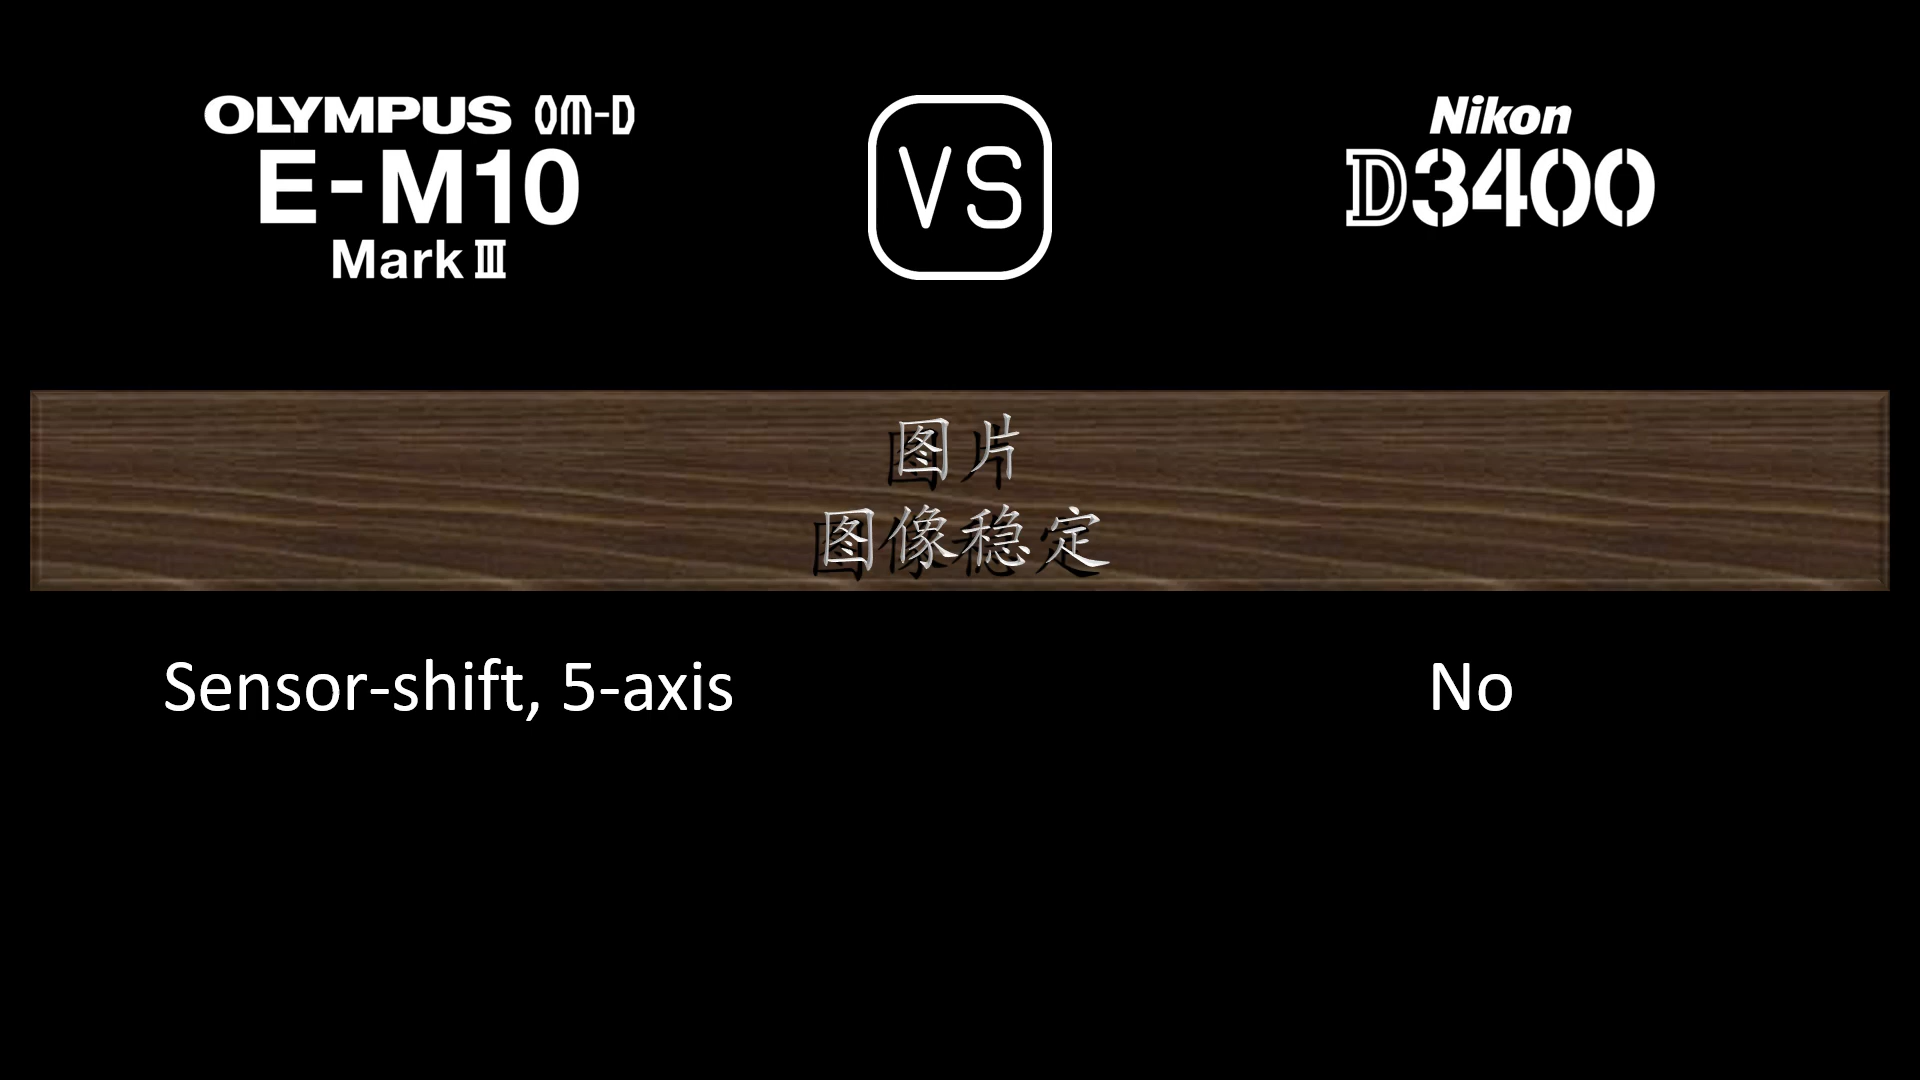 OLYMPUS OM-D
E-M10
Mark III
VS
Nikon
D3400
图片
图像稳定
Sensor-shift, 5-axis
No